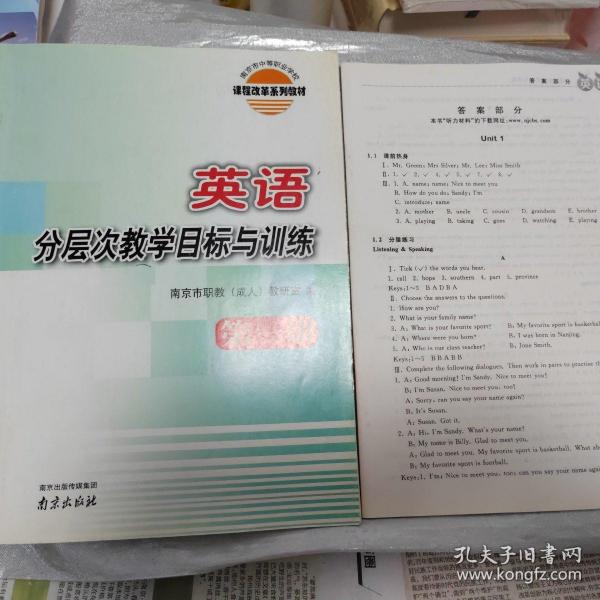 南京市中等职业学校
课程改革系列教材
英语
分层次教学目标与训练
南京市职教(成人)教研室
南京出版传媒集团
南京出版社
答案部分
答案部分
本书"听力材料"的下载网址:www.njcbs.com
Unit 1
1.1 课前热身
Ⅰ. Mr. Green; Mrs Silver; Mr. Lee; Miss Smith
Ⅲ. 1. A. name; name; Nice to meet you
B. How do you do; Sandy; I'm
C. introduce; name
2. A. mother B. uncle C. cousin D. grandson E. brother
3. A. playing B. taking C. goes D. watching E. playing
1.2 分层练习
Listening & Speaking
A
Ⅰ. Tick (✓) the words you hear.
1. call 2. hops 3. southern 4. part 5. province
Keys:1~5 BADBA
Ⅱ. Choose the answers to the questions.
1. How are you?
2. What is your family name?
3. A: What is your favorite sport? B: My favorite sport is basketball
4. A: Where were you born? B: I was born in Nanjing.
5. A: Who is our class teacher? B: Jone Smith.
Keys:1~5 BBABB
Ⅲ. Complete the following dialogues. Then work in pairs to practise
1. A: Good morning! I'm Sandy. Nice to meet you!
B: I'm Susan. Nice to meet you, too!
A: Sorry, can you say your name again?
B: It's Susan.
A: Susan. Got it.
2. A: Hi, I'm Sandy. What's your name?
B: My name is Billy. Glad to meet you.
A: Glad to meet you. My favorite sport is basketball. What abo
B: My favorite sport is football.
Keys:1. I'm; Nice to meet you, too; can you say your name again
孔夫子旧书网
www.kongfz.com